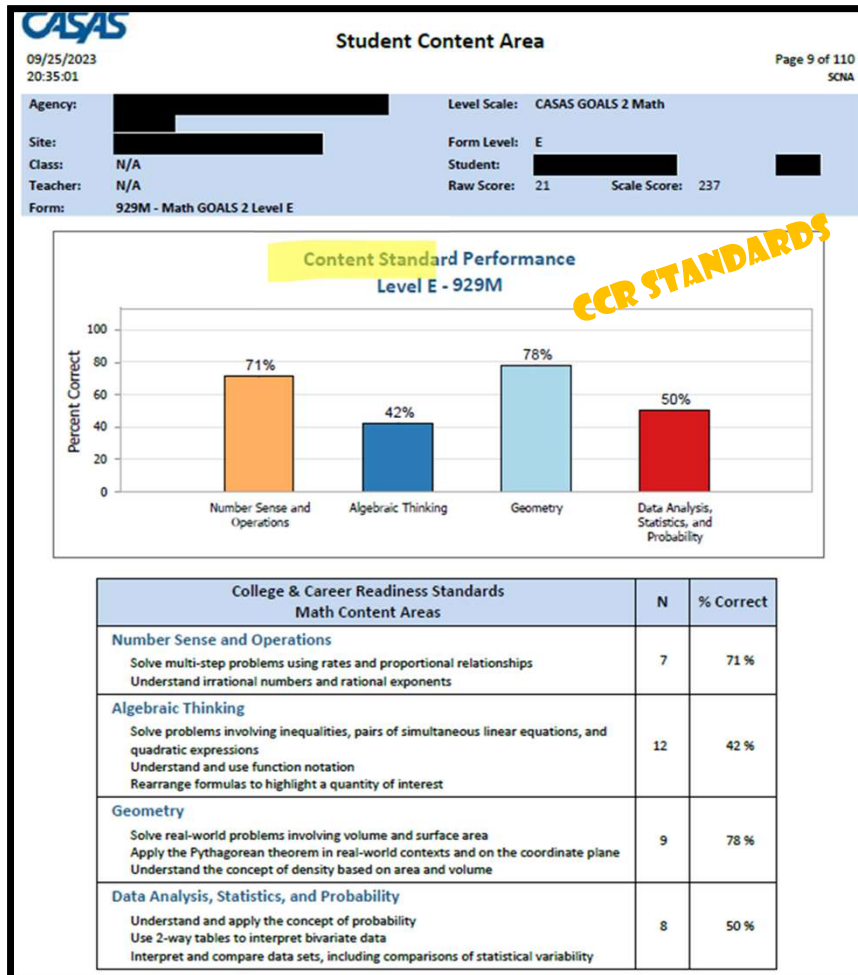 CASAS
Student Content Area
09/25/2023
20:35:01
Page 9 of 110
SCNA
Agency:
Level Scale: CASAS GOALS 2 Math
Site:
Form Level: E
Class: N/A
Student:
Teacher: N/A
Raw Score: 21 Scale Score: 237
Form: 929M - Math GOALS 2 Level E
Content Standard Performance
Level E - 929M
CCR STANDARDS
Percent Correct
100
80
60
40
20
0
71%
42%
78%
50%
Number Sense and
Operations
Algebraic Thinking
Geometry
Data Analysis,
Statistics, and
Probability
College & Career Readiness Standards
Math Content Areas
N
% Correct
Number Sense and Operations
Solve multi-step problems using rates and proportional relationships
Understand irrational numbers and rational exponents
7
71 %
Algebraic Thinking
Solve problems involving inequalities, pairs of simultaneous linear equations, and
quadratic expressions
Understand and use function notation
Rearrange formulas to highlight a quantity of interest
12
42 %
Geometry
Solve real-world problems involving volume and surface area
Apply the Pythagorean theorem in real-world contexts and on the coordinate plane
Understand the concept of density based on area and volume
9
78 %
Data Analysis, Statistics, and Probability
Understand and apply the concept of probability
Use 2-way tables to interpret bivariate data
Interpret and compare data sets, including comparisons of statistical variability
8
50 %